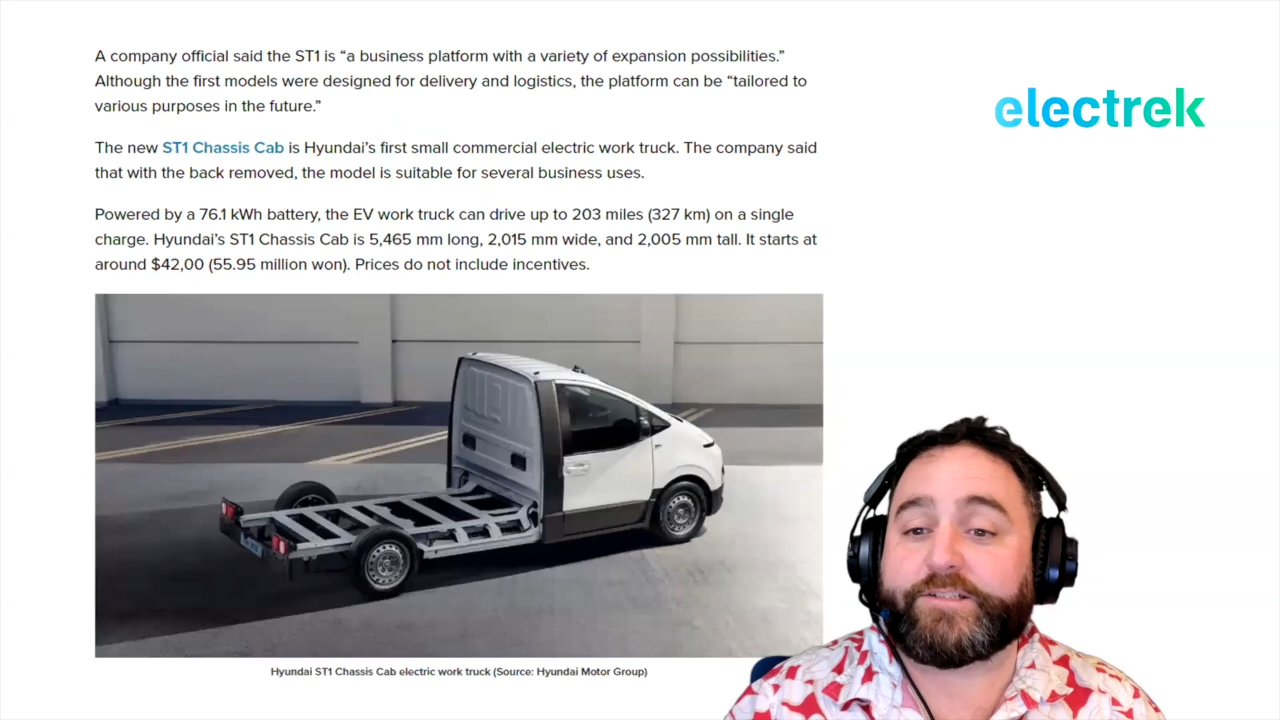 A company official said the ST1 is “a business platform with a variety of expansion possibilities.”
Although the first models were designed for delivery and logistics, the platform can be “tailored to
various purposes in the future.”
electrek
The new ST1 Chassis Cab is Hyundai’s first small commercial electric work truck. The company said
that with the back removed, the model is suitable for several business uses.
Powered by a 76.1 kWh battery, the EV work truck can drive up to 203 miles (327 km) on a single
charge. Hyundai’s ST1 Chassis Cab is 5,465 mm long, 2,015 mm wide, and 2,005 mm tall. It starts at
around $42,00 (55.95 million won). Prices do not include incentives.
Hyundai ST1 Chassis Cab electric work truck (Source: Hyundai Motor Group)